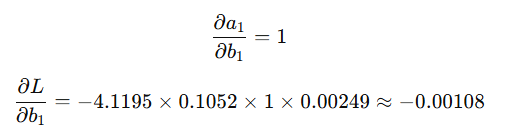 ∂a₁/∂b₁ = 1
∂L/∂b₁ = −4.1195 × 0.1052 × 1 × 0.00249 ≈ −0.00108